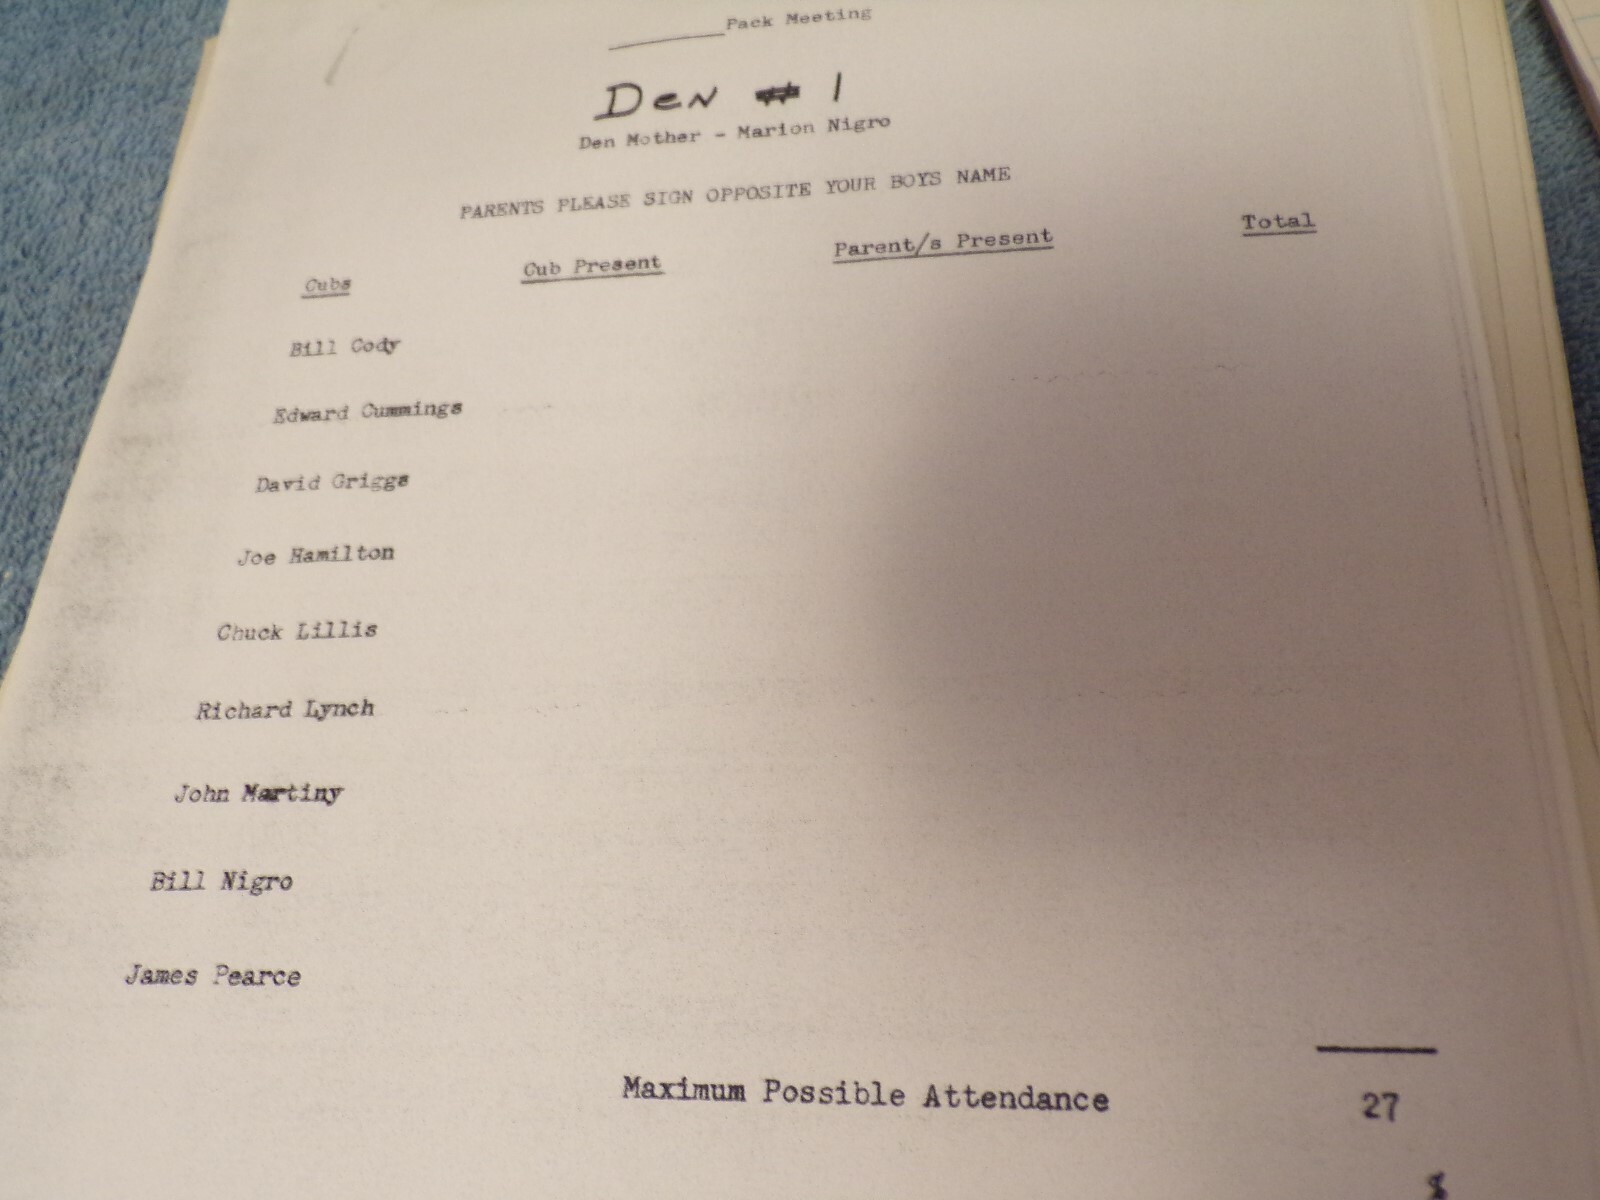 ________Pack Meeting
Den # 1
Den Mother - Marion Nigro
PARENTS PLEASE SIGN OPPOSITE YOUR BOYS NAME
Cubs Cub Present Parent/s Present Total
Bill Cody
Edward Cummings
David Griggs
Joe Hamilton
Chuck Lillis
Richard Lynch
John Martiny
Bill Nigro
James Pearce
Maximum Possible Attendance 27